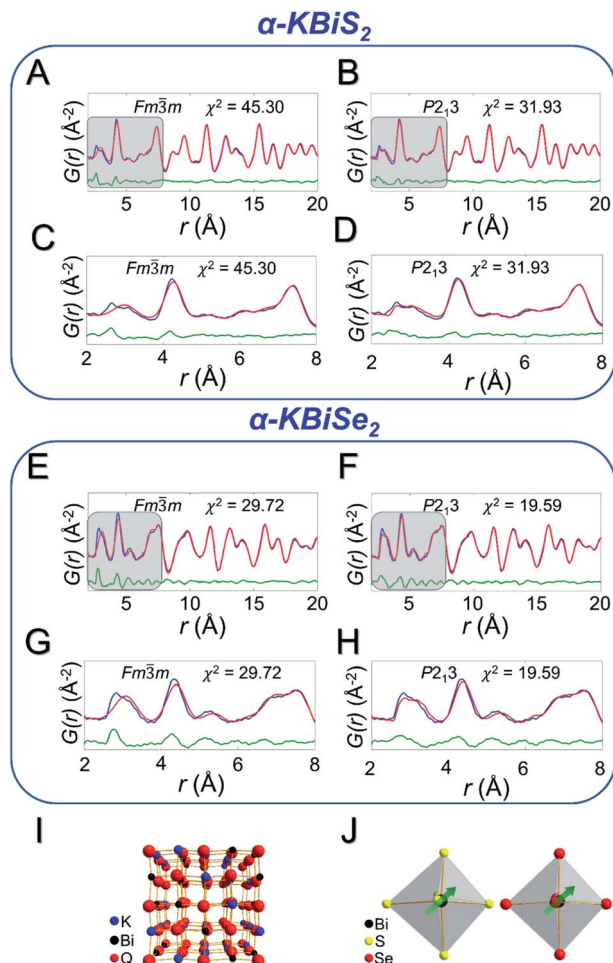 α-KBiS₂
A
Fm3̅m χ² = 45.30
G(r) (Å⁻²)
5 10 15 20
r (Å)
B
P2₁3 χ² = 31.93
G(r) (Å⁻²)
5 10 15 20
r (Å)
C
Fm3̅m χ² = 45.30
G(r) (Å⁻²)
2 4 6 8
r (Å)
D
P2₁3 χ² = 31.93
G(r) (Å⁻²)
2 4 6 8
r (Å)
α-KBiSe₂
E
Fm3̅m χ² = 29.72
G(r) (Å⁻²)
5 10 15 20
r (Å)
F
P2₁3 χ² = 19.59
G(r) (Å⁻²)
5 10 15 20
r (Å)
G
Fm3̅m χ² = 29.72
G(r) (Å⁻²)
2 4 6 8
r (Å)
H
P2₁3 χ² = 19.59
G(r) (Å⁻²)
2 4 6 8
r (Å)
I
K
Bi
Q
J
Bi
S
Se